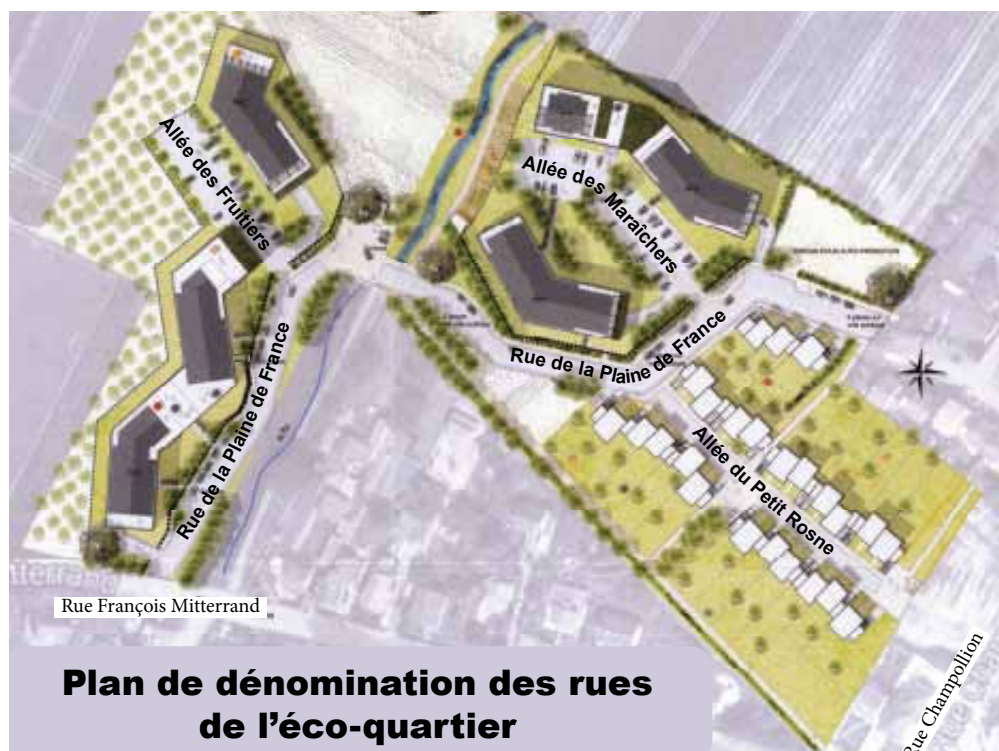 Allée des Fruitiers
Allée des Maraîchers
Rue de la Plaine de France
Rue de la Plaine de France
Allée du Petit Rosne
Rue François Mitterrand
Rue Champollion
Plan de dénomination des rues
de l’éco-quartier